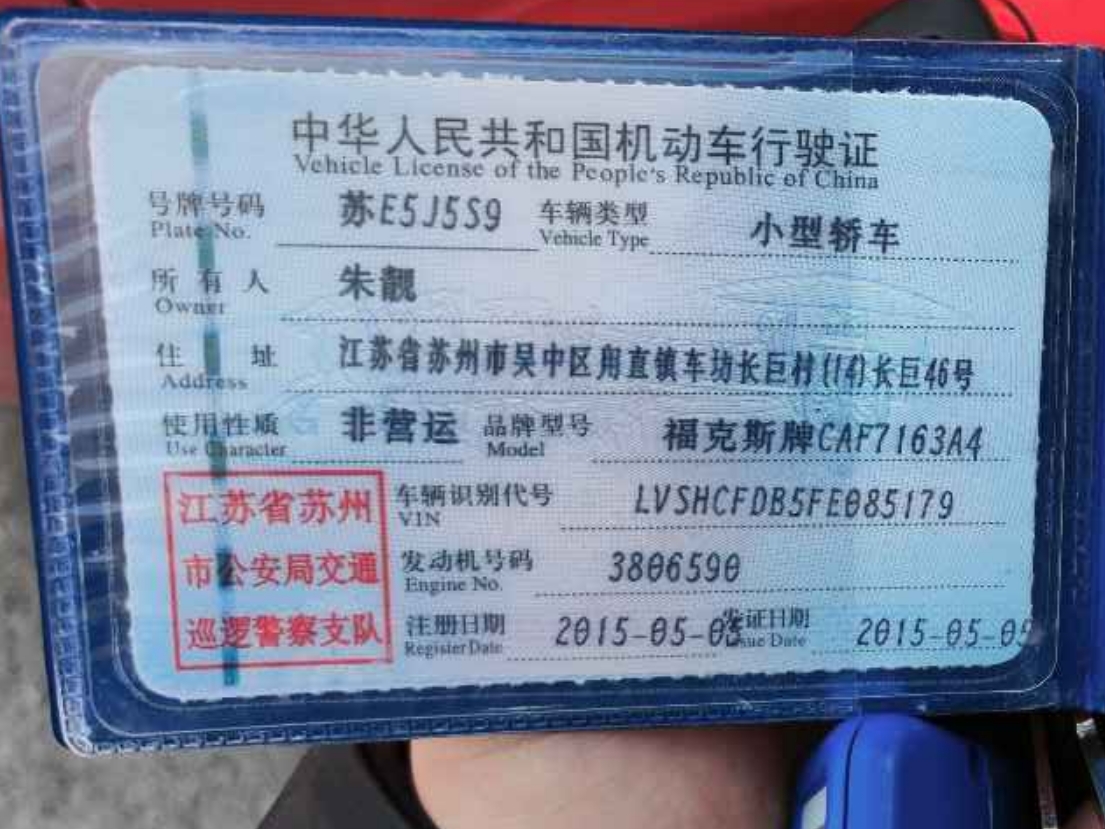 中华人民共和国机动车行驶证
Vehicle License of the People's Republic of China
号牌号码 苏E5J5S9 车辆类型 小型轿车
Plate No. Vehicle Type
所有人 朱靓
Owner
住址 江苏省苏州市吴中区甪直镇车坊长巨村(14)长巨46号
Address
使用性质 非营运 品牌型号 福克斯牌CAF7163A4
Use Character Model
江苏省苏州
市公安局交通
巡逻警察支队
车辆识别代号 LVSHCFDB5FE085179
VIN
发动机号码 3806590
Engine No.
注册日期 2015-05-05 发证日期 2015-05-05
Register Date Issue Date